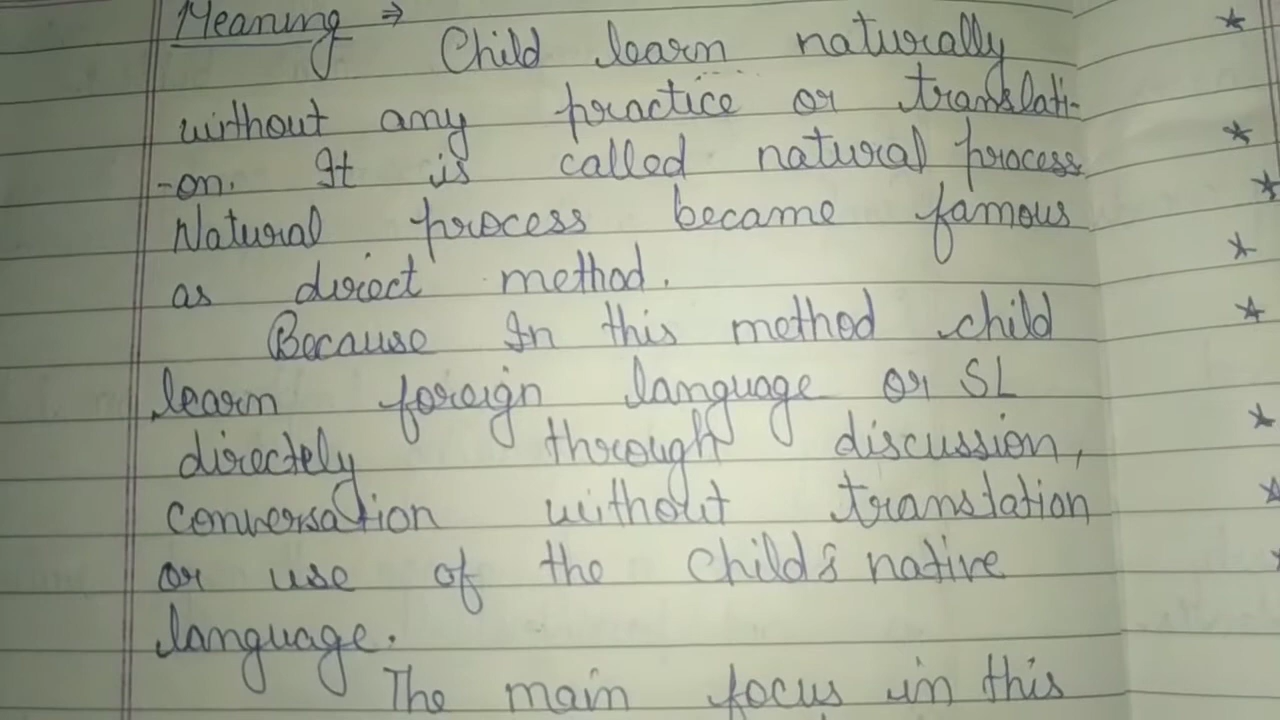 Meaning ⇒
Child learn naturally
without any practice or translati-
-on. It is called natural process
Natural process became famous
as direct method.
Because In this method child
learn foreign language or SL
directely through discussion,
conversation without translation
or use of the child's native
language.
The main focus in this